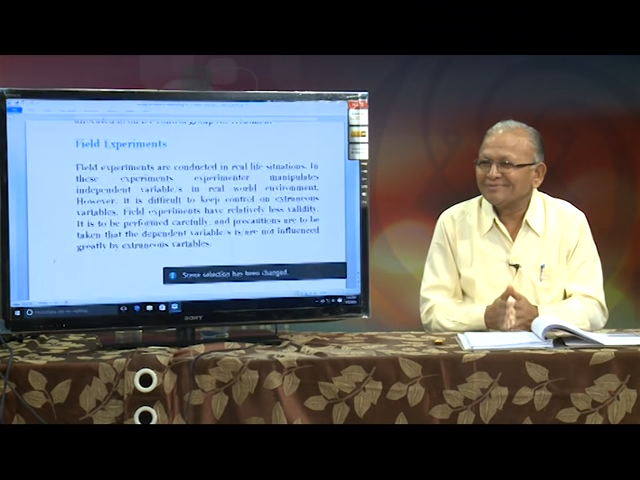 Field Experiments
Field experiments are conducted in real life situations. In
these experiments experimenter manipulates
independent variable/s in real world environment.
However, it is difficult to keep control on extraneous
variables. Field experiments have relatively less validity.
It is to be performed carefully, and precautions are to be
taken that the dependent variable/s is/are not influenced
greatly by extraneous variables.
Some selection has been changed.
SONY